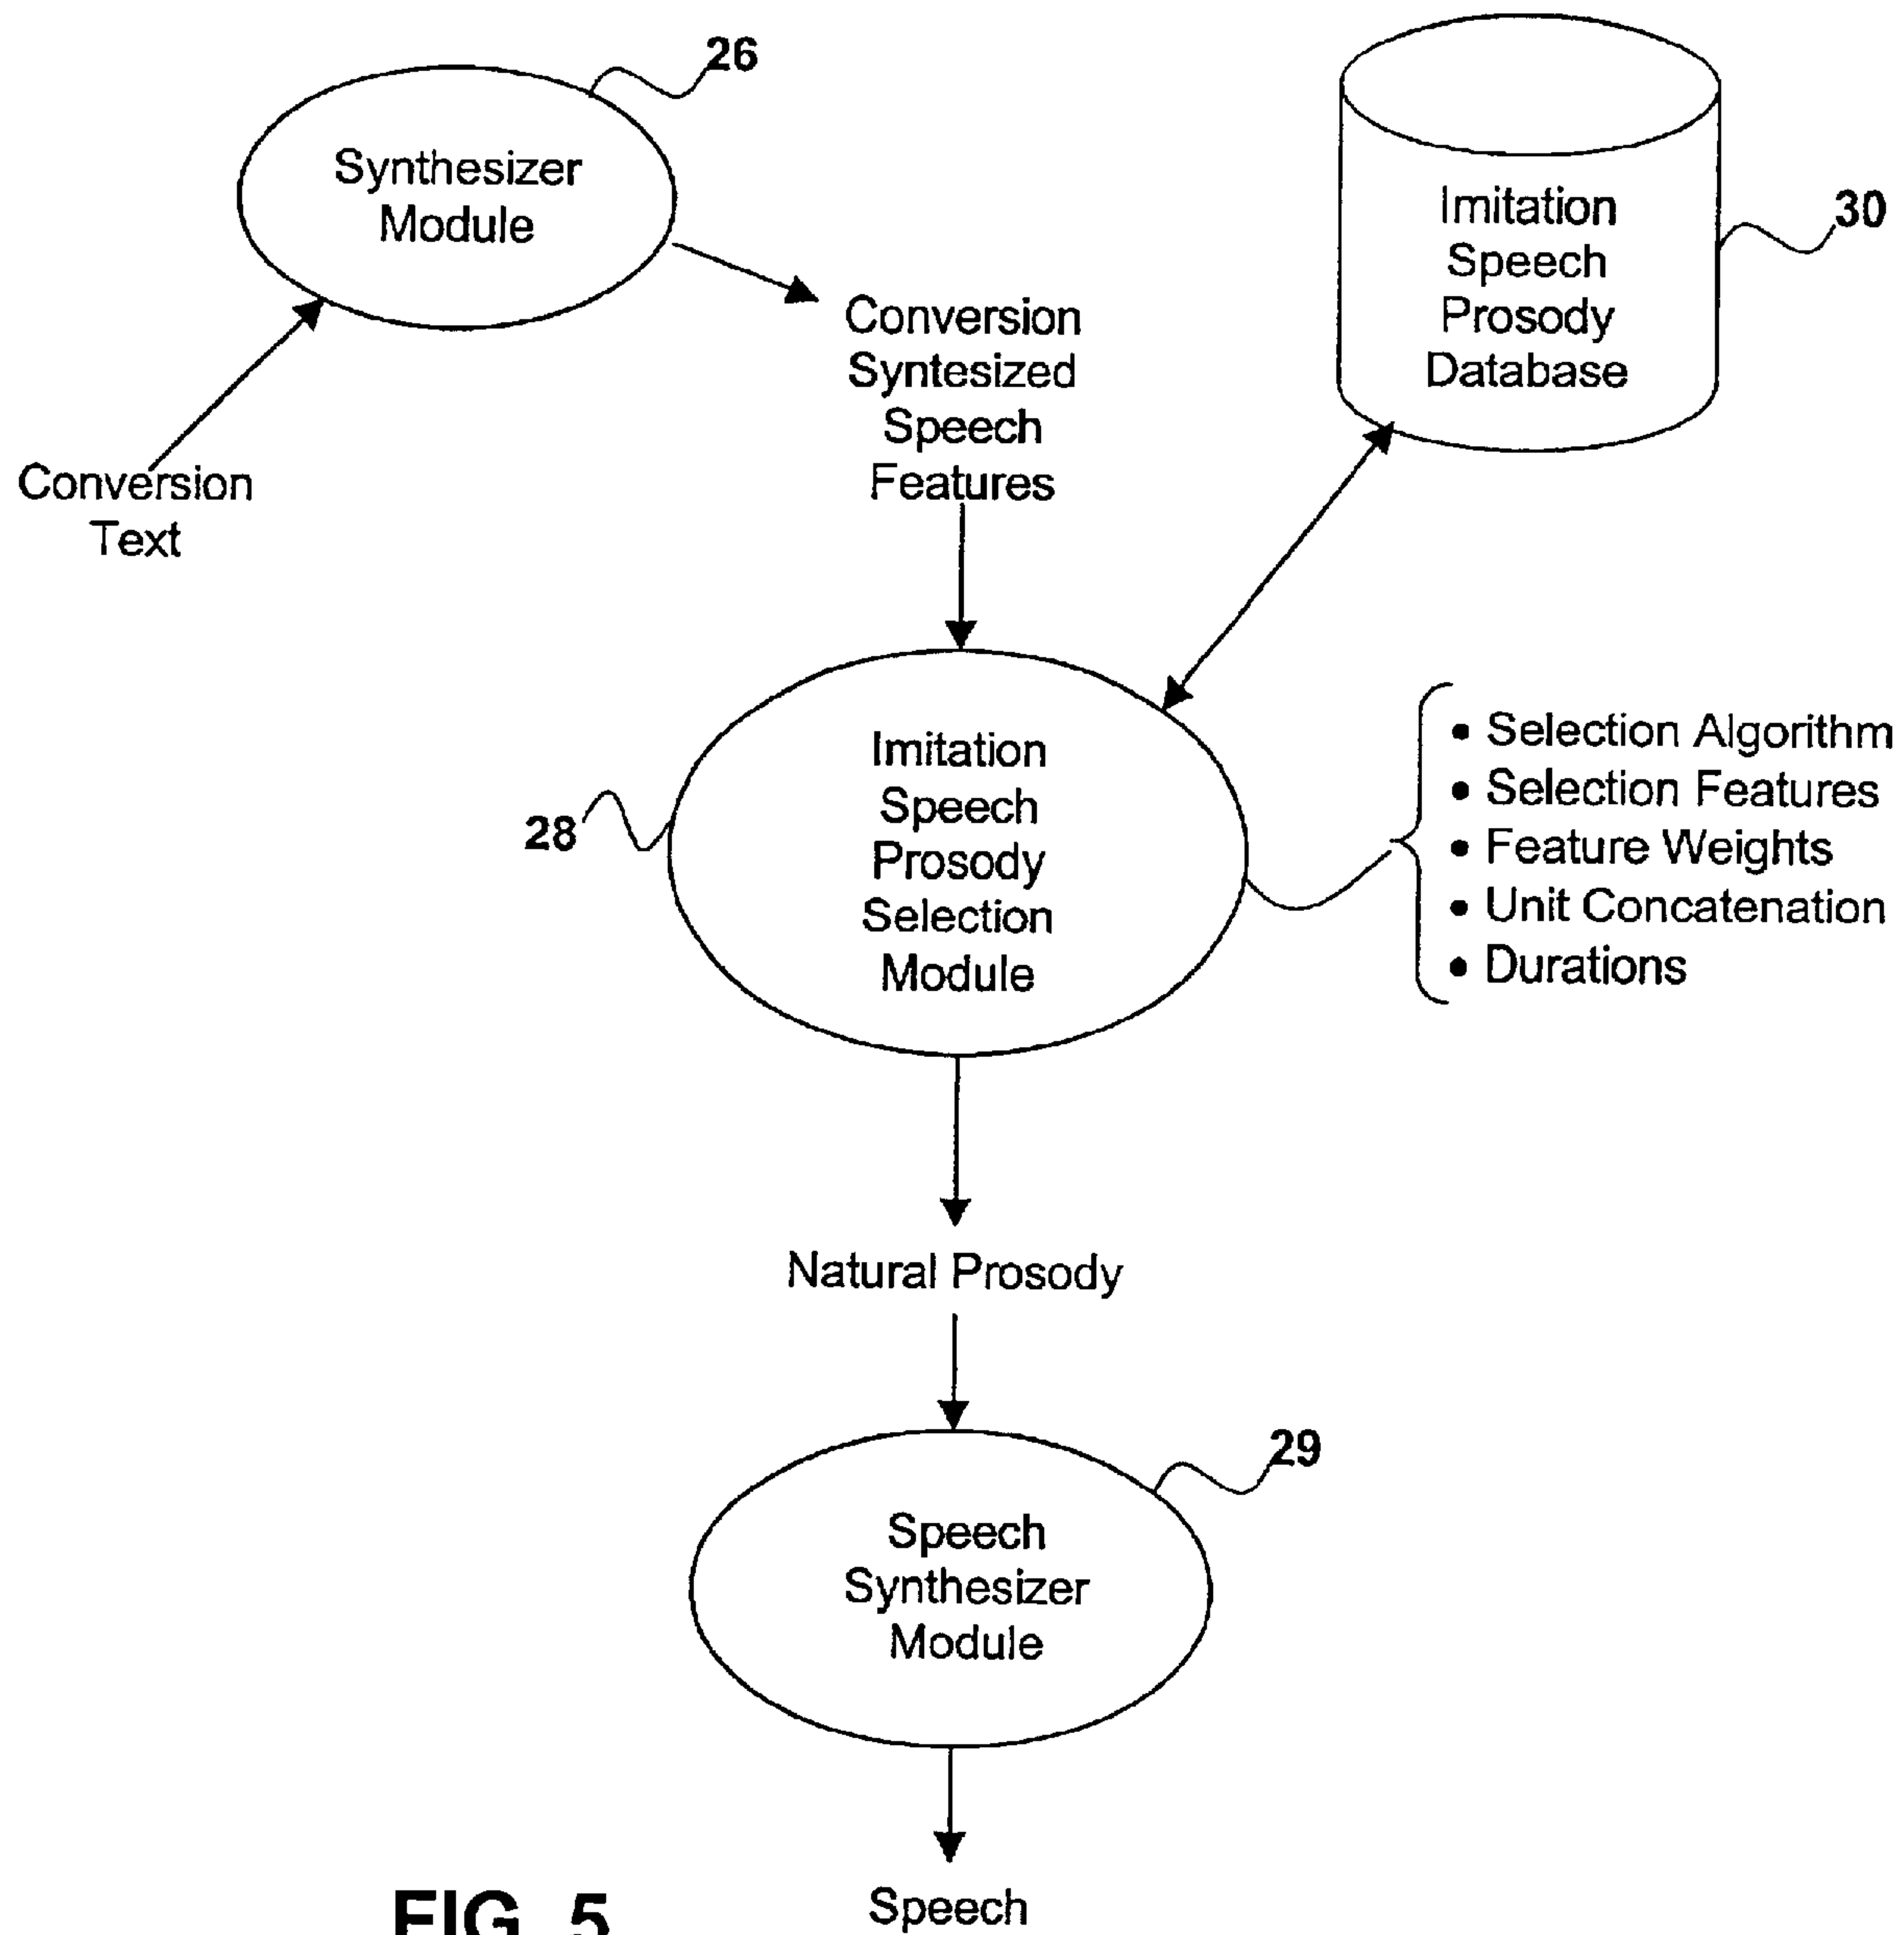 26
Synthesizer
Module
30
Imitation
Speech
Prosody
Database
Conversion
Syntesized
Speech
Features
Conversion
Text
Imitation
Speech
Prosody
Selection
Module
28
• Selection Algorithm
• Selection Features
• Feature Weights
• Unit Concatenation
• Durations
Natural Prosody
29
Speech
Synthesizer
Module
Speech
FIG. 5